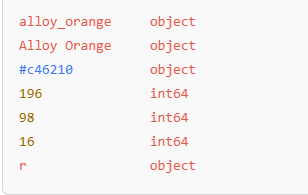 alloy_orange object
Alloy Orange object
#c46210 object
196 int64
98 int64
16 int64
r object